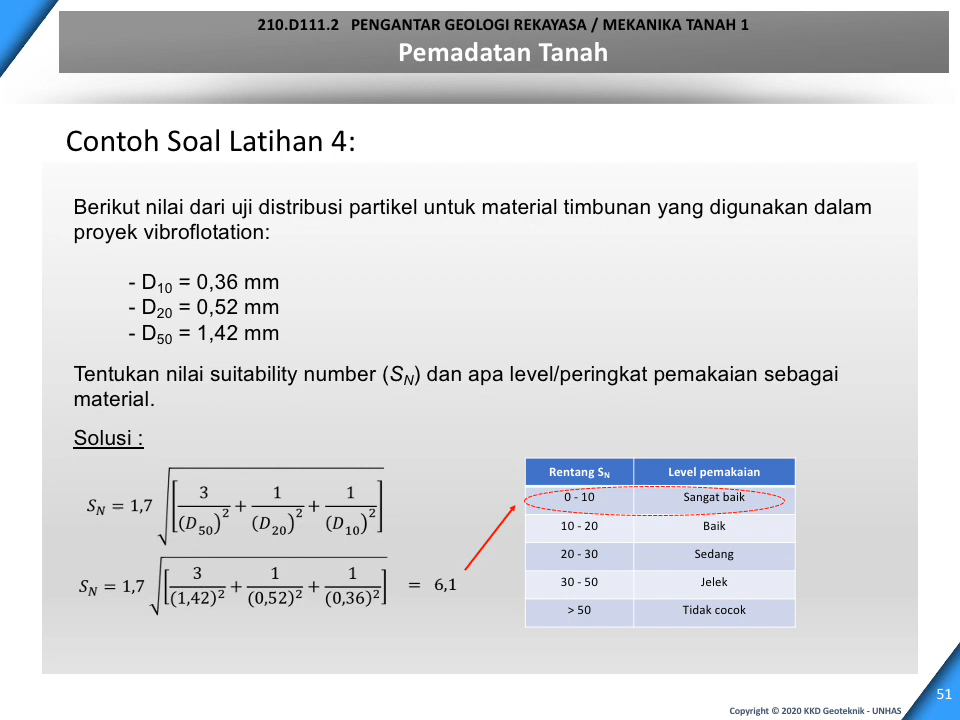 210.D111.2 PENGANTAR GEOLOGI REKAYASA / MEKANIKA TANAH 1
Pemadatan Tanah
Contoh Soal Latihan 4:
Berikut nilai dari uji distribusi partikel untuk material timbunan yang digunakan dalam
proyek vibroflotation:
- D₁₀ = 0,36 mm
- D₂₀ = 0,52 mm
- D₅₀ = 1,42 mm
Tentukan nilai suitability number (S_N) dan apa level/peringkat pemakaian sebagai
material.
Solusi :
S_N = 1,7 √[3/(D₅₀)² + 1/(D₂₀)² + 1/(D₁₀)²]
S_N = 1,7 √[3/(1,42)² + 1/(0,52)² + 1/(0,36)²] = 6,1
Rentang S_N Level pemakaian
0 - 10 Sangat baik
10 - 20 Baik
20 - 30 Sedang
30 - 50 Jelek
> 50 Tidak cocok
51
Copyright © 2020 KKD Geoteknik - UNHAS